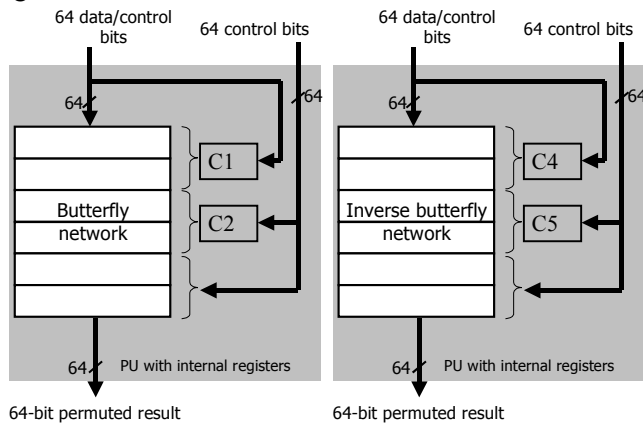 64 data/control
bits
64 control bits
64
64
C1
Butterfly
network
C2
64
PU with internal registers
64-bit permuted result
64 data/control
bits
64 control bits
64
64
C4
Inverse butterfly
network
C5
64
PU with internal registers
64-bit permuted result